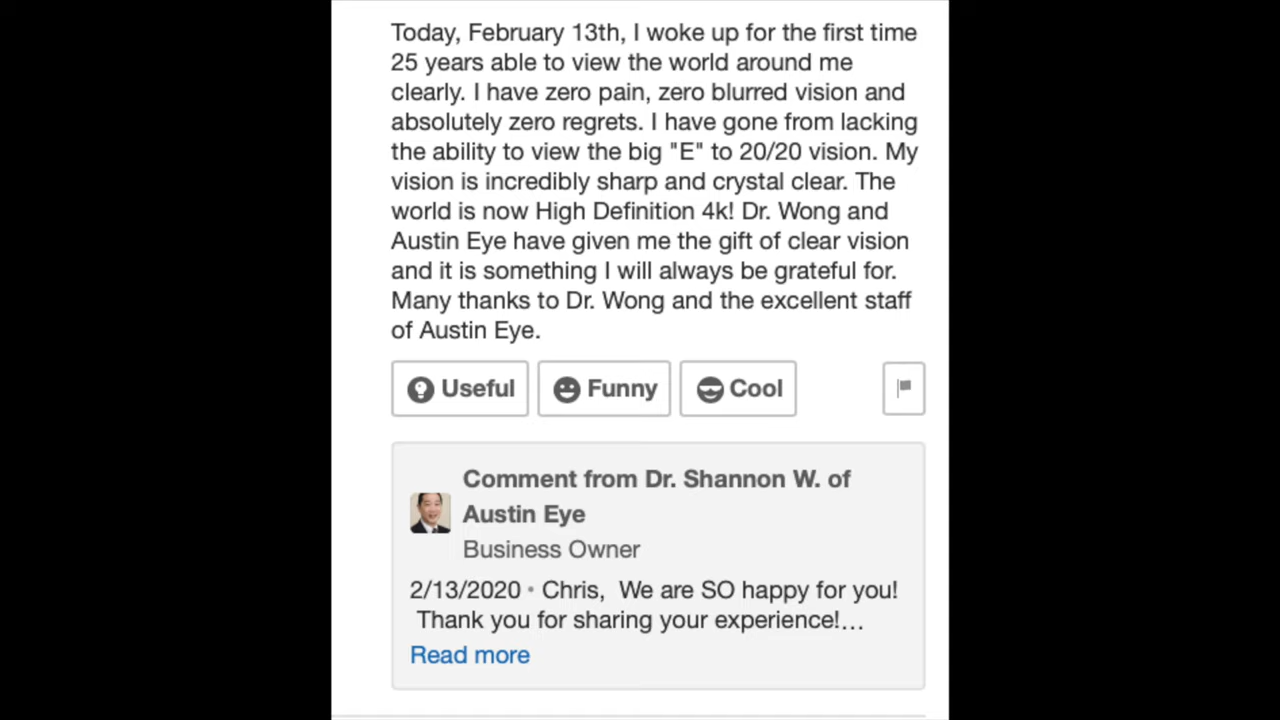 Today, February 13th, I woke up for the first time
25 years able to view the world around me
clearly. I have zero pain, zero blurred vision and
absolutely zero regrets. I have gone from lacking
the ability to view the big "E" to 20/20 vision. My
vision is incredibly sharp and crystal clear. The
world is now High Definition 4k! Dr. Wong and
Austin Eye have given me the gift of clear vision
and it is something I will always be grateful for.
Many thanks to Dr. Wong and the excellent staff
of Austin Eye.
Useful Funny Cool
Comment from Dr. Shannon W. of
Austin Eye
Business Owner
2/13/2020 • Chris,  We are SO happy for you!
Thank you for sharing your experience!…
Read more